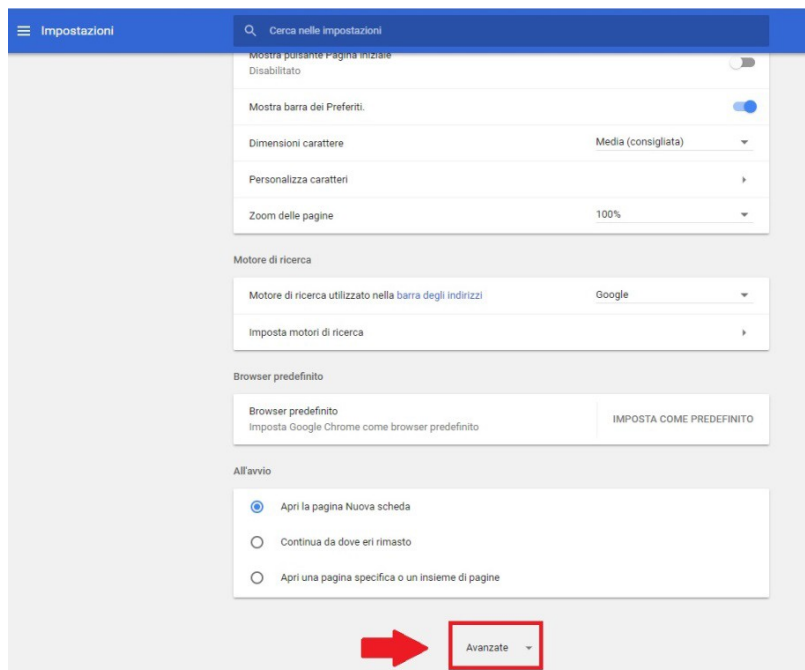 Impostazioni
Cerca nelle impostazioni
Mostra pulsante Pagina iniziale
Disabilitato
Mostra barra dei Preferiti.
Dimensioni carattere
Media (consigliata)
Personalizza caratteri
Zoom delle pagine
100%
Motore di ricerca
Motore di ricerca utilizzato nella barra degli indirizzi
Google
Imposta motori di ricerca
Browser predefinito
Browser predefinito
Imposta Google Chrome come browser predefinito
IMPOSTA COME PREDEFINITO
All'avvio
Apri la pagina Nuova scheda
Continua da dove eri rimasto
Apri una pagina specifica o un insieme di pagine
Avanzate